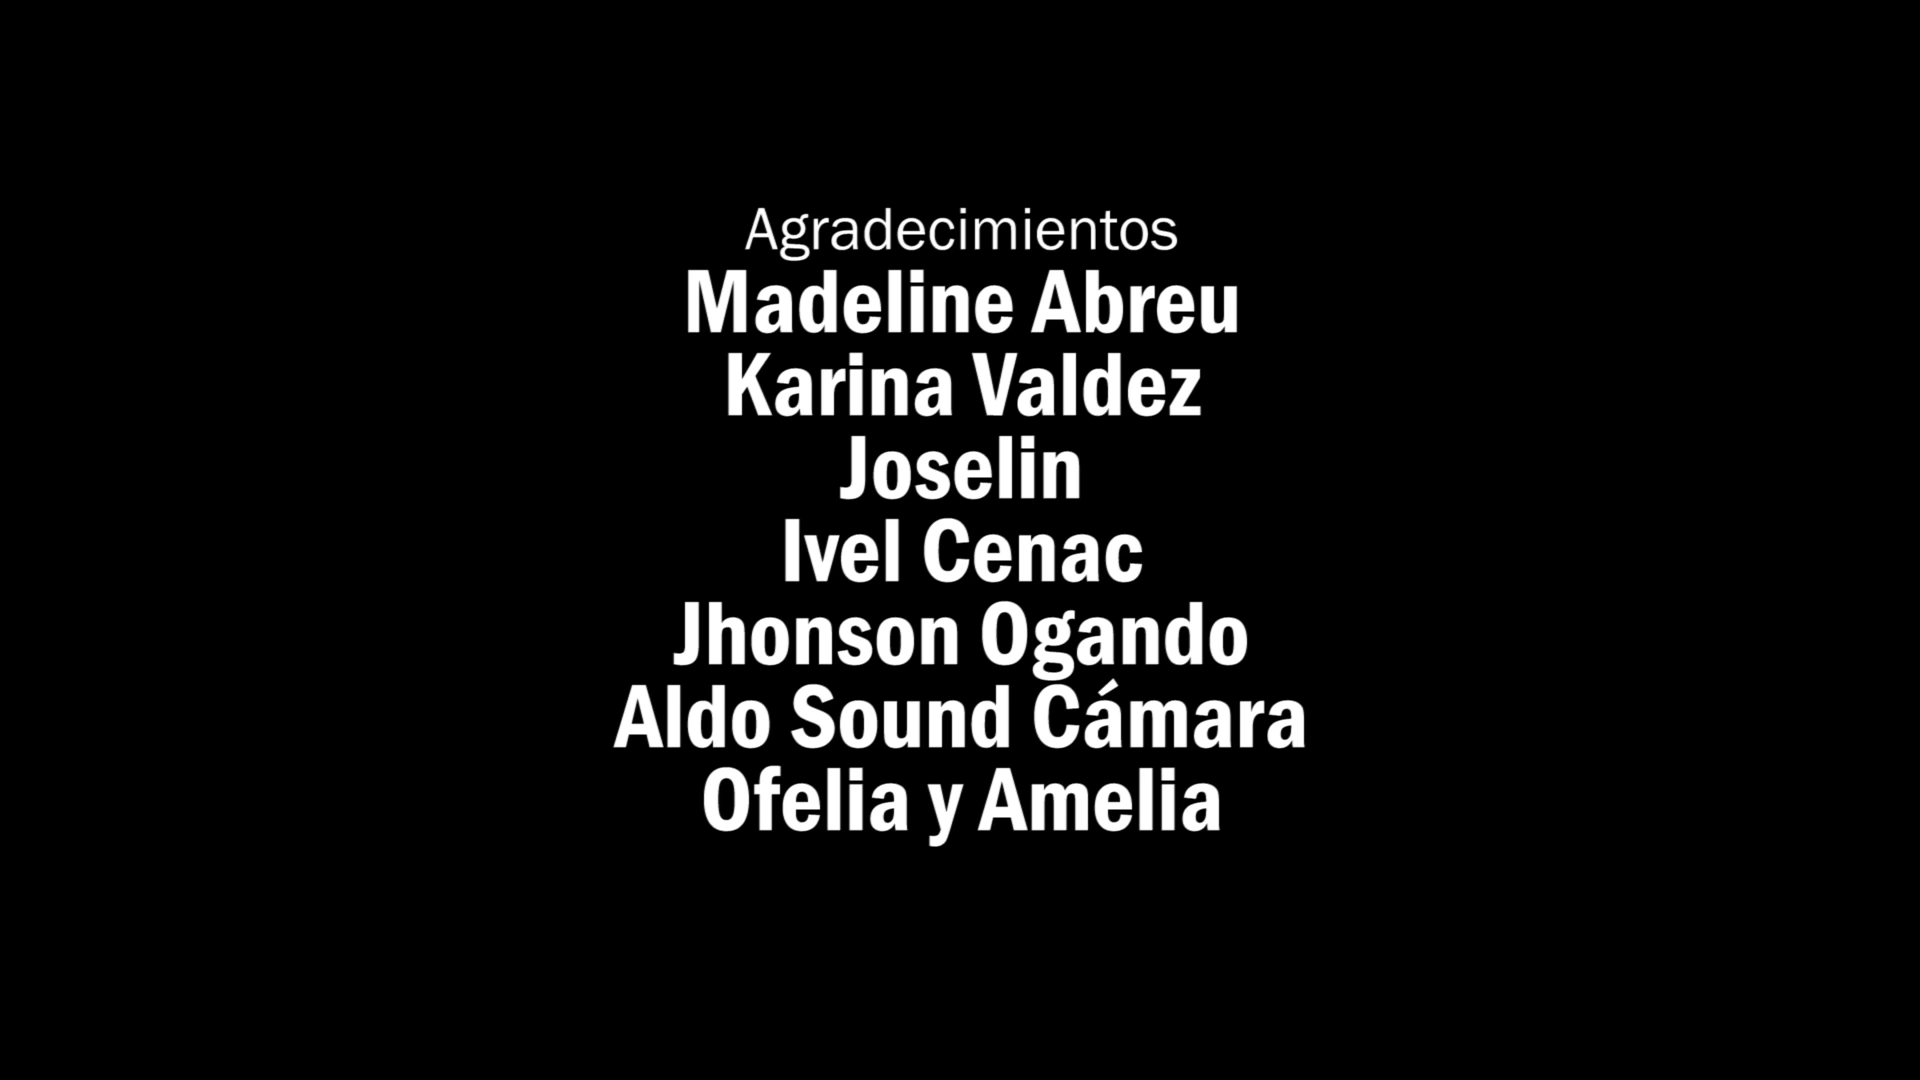 Agradecimientos
Madeline Abreu
Karina Valdez
Joselin
Ivel Cenac
Jhonson Ogando
Aldo Sound Cámara
Ofelia y Amelia